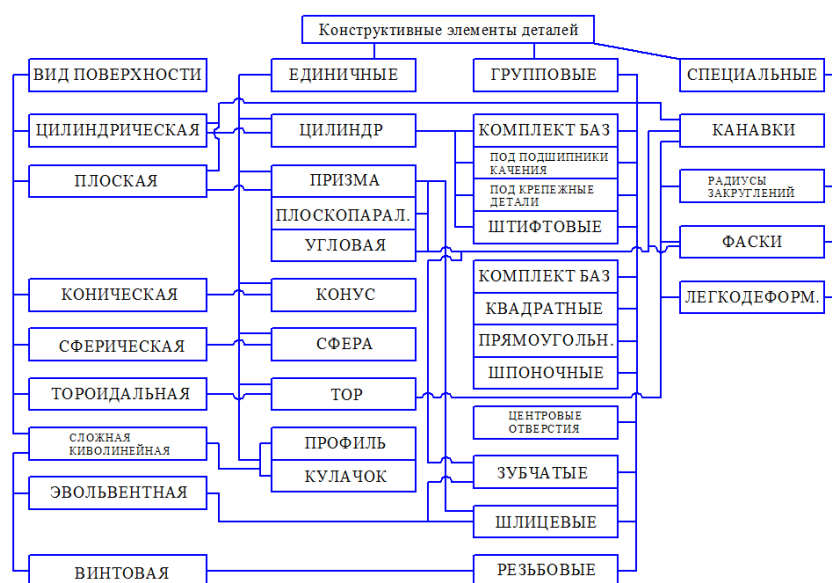 Конструктивные элементы деталей
ВИД ПОВЕРХНОСТИ
ЕДИНИЧНЫЕ
ГРУППОВЫЕ
СПЕЦИАЛЬНЫЕ
ЦИЛИНДРИЧЕСКАЯ
ЦИЛИНДР
КОМПЛЕКТ БАЗ
КАНАВКИ
ПОД ПОДШИПНИКИ
КАЧЕНИЯ
ПЛОСКАЯ
ПРИЗМА
ПОД КРЕПЕЖНЫЕ
ДЕТАЛИ
РАДИУСЫ
ЗАКРУГЛЕНИЙ
ПЛОСКОПАРАЛ.
ШТИФТОВЫЕ
УГЛОВАЯ
ФАСКИ
КОМПЛЕКТ БАЗ
КОНИЧЕСКАЯ
КОНУС
КВАДРАТНЫЕ
ЛЕГКОДЕФОРМ.
СФЕРИЧЕСКАЯ
СФЕРА
ПРЯМОУГОЛЬН.
ШПОНОЧНЫЕ
ТОРОИДАЛЬНАЯ
ТОР
ЦЕНТРОВЫЕ
ОТВЕРСТИЯ
СЛОЖНАЯ
КИВОЛИНЕЙНАЯ
ПРОФИЛЬ
КУЛАЧОК
ЗУБЧАТЫЕ
ЭВОЛЬВЕНТНАЯ
ШЛИЦЕВЫЕ
ВИНТОВАЯ
РЕЗЬБОВЫЕ